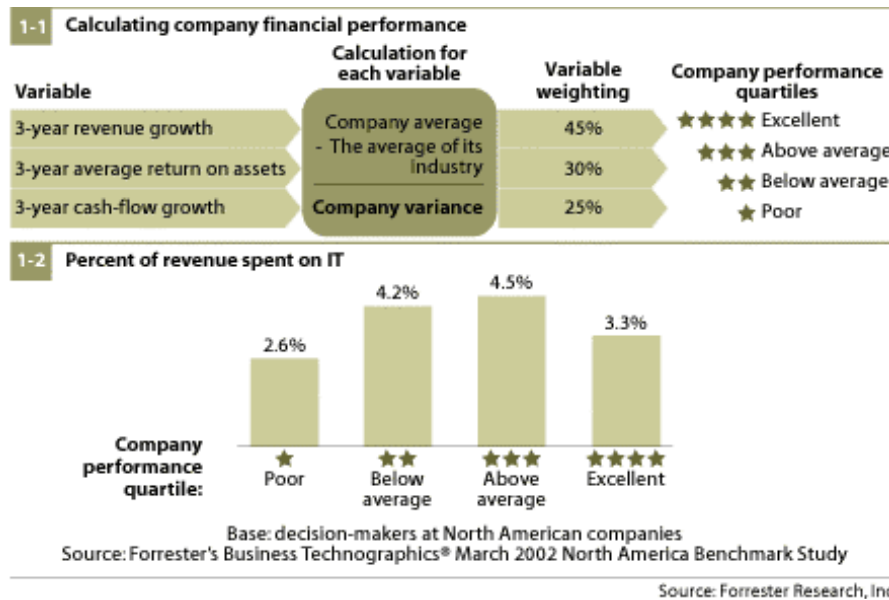 1-1 Calculating company financial performance
Variable
Calculation for
each variable
Variable
weighting
Company performance
quartiles
3-year revenue growth
3-year average return on assets
3-year cash-flow growth
Company average
- The average of its
Industry
Company variance
45%
30%
25%
Excellent
Above average
Below average
Poor
1-2 Percent of revenue spent on IT
2.6%
4.2%
4.5%
3.3%
Company
performance
quartile:
Poor
Below
average
Above
average
Excellent
Base: decision-makers at North American companies
Source: Forrester's Business Technographics® March 2002 North America Benchmark Study
Source: Forrester Research, Inc